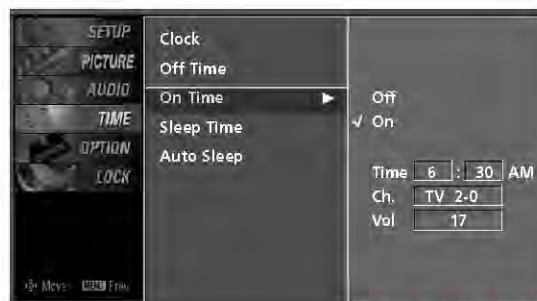 SETUP
PICTURE
AUDIO
TIME
OPTION
LOCK
Move MENU Prev.
Clock
Off Time
On Time ►
Sleep Time
Auto Sleep
Off
√ On
Time 6 : 30 AM
Ch. TV 2-0
Vol 17